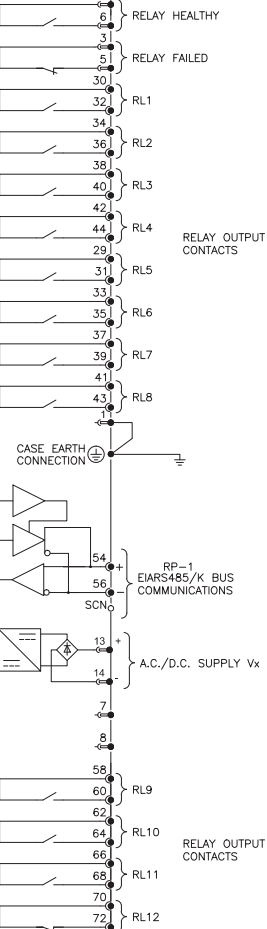 6 RELAY HEALTHY
3
5 RELAY FAILED
30
32 RL1
34
36 RL2
38
40 RL3
42
44 RL4
RELAY OUTPUT
CONTACTS
29
31 RL5
33
35 RL6
37
39 RL7
41
43 RL8
1
CASE EARTH
CONNECTION
54 +
RP-1
EIARS485/K BUS
COMMUNICATIONS
56 -
SCN
13 +
A.C./D.C. SUPPLY Vx
14 -
7
8
58
60 RL9
62
64 RL10
RELAY OUTPUT
CONTACTS
66
68 RL11
70
72 RL12